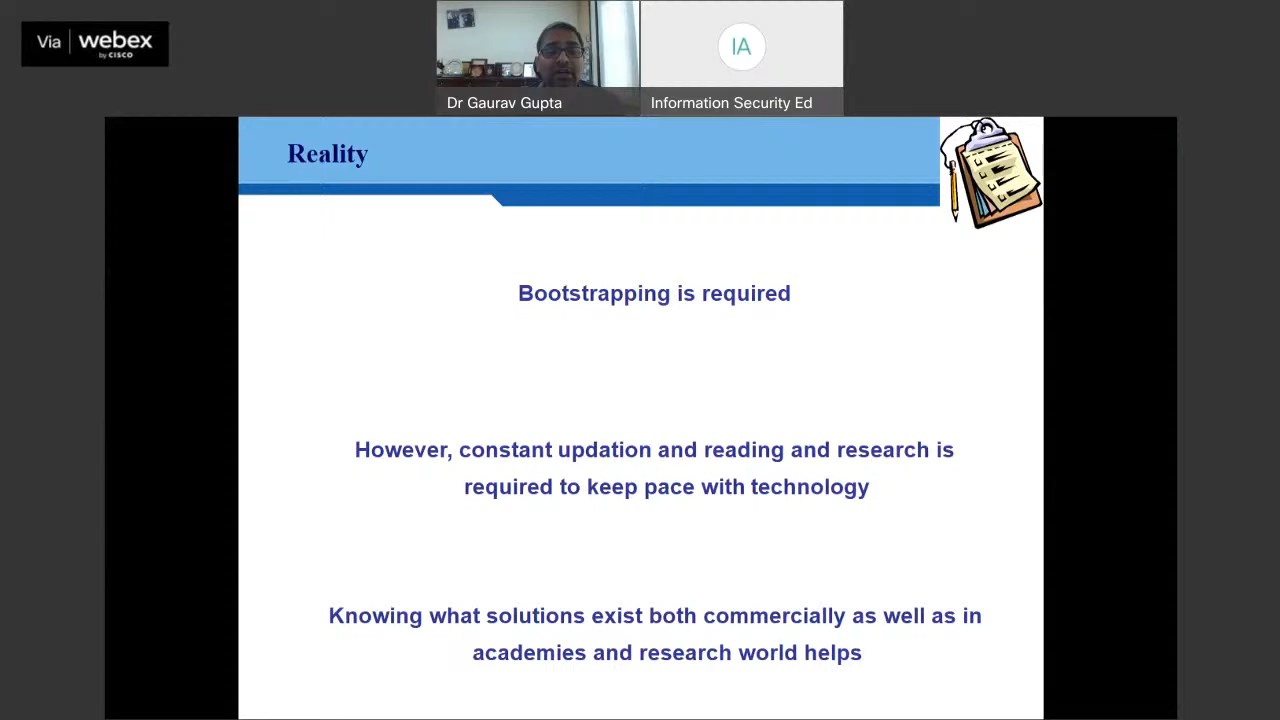 Via webex
by CISCO
IA
Dr Gaurav Gupta
Information Security Ed
Reality
Bootstrapping is required
However, constant updation and reading and research is
required to keep pace with technology
Knowing what solutions exist both commercially as well as in
academies and research world helps